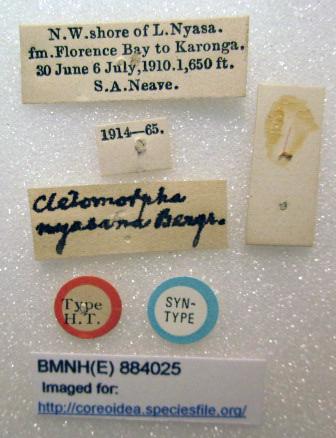 N.W. shore of L. Nyasa.
fm. Florence Bay to Karonga.
30 June 6 July, 1910. 1,650 ft.
S.A. Neave.
1914—65.
Cletomorpha
nyasana Bergr.
Type
H.T.
SYN-
TYPE
BMNH(E) 884025
Imaged for:
http://coreoidea.speciesfile.org/